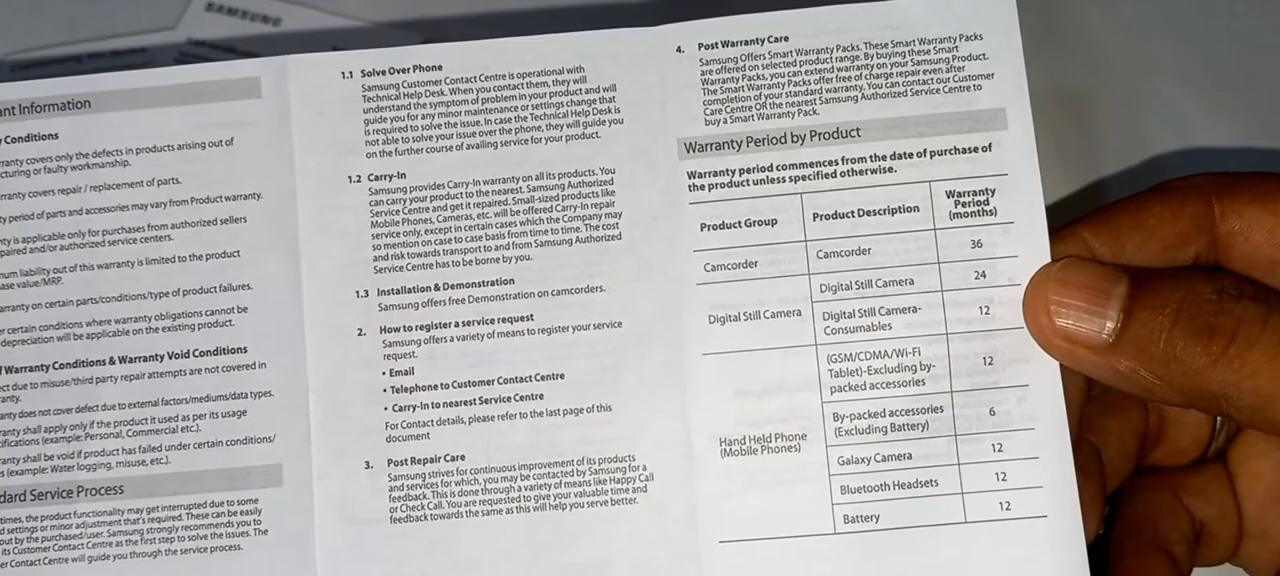 SAMSUNG
ant Information
Conditions
ranty covers only the defects in products arising out of
cturing or faulty workmanship.
rranty covers repair / replacement of parts.
ty period of parts and accessories may vary from Product warranty.
nty is applicable only for purchases from authorized sellers
paired and/or authorized service centers.
num liability out of this warranty is limited to the product
ase value/MRP.
arranty on certain parts/conditions/type of product failures.
er certain conditions where warranty obligations cannot be
depreciation will be applicable on the existing product.
f Warranty Conditions & Warranty Void Conditions
ect due to misuse/third party repair attempts are not covered in
ranty.
anty does not cover defect due to external factors/mediums/data types.
ranty shall apply only if the product it used as per its usage
ifications (example: Personal, Commercial etc.).
ranty shall be void if product has failed under certain conditions/
s (example: Water logging, misuse, etc.).
dard Service Process
times, the product functionality may get interrupted due to some
d settings or minor adjustment that's required. These can be easily
out by the purchased/user. Samsung strongly recommends you to
its Customer Contact Centre as the first step to solve the issues. The
er Contact Centre will guide you through the service process.
1.1 Solve Over Phone
Samsung Customer Contact Centre is operational with
Technical Help Desk. When you contact them, they will
understand the symptom of problem in your product and will
guide you for any minor maintenance or settings change that
is required to solve the issue. In case the Technical Help Desk is
not able to solve your issue over the phone, they will guide you
on the further course of availing service for your product.
1.2 Carry-In
Samsung provides Carry-In warranty on all its products. You
can carry your product to the nearest. Samsung Authorized
Service Centre and get it repaired. Small-sized products like
Mobile Phones, Cameras, etc. will be offered Carry-In repair
service only, except in certain cases which the Company may
so mention on case to case basis from time to time. The cost
and risk towards transport to and from Samsung Authorized
Service Centre has to be borne by you.
1.3 Installation & Demonstration
Samsung offers free Demonstration on camcorders.
2. How to register a service request
Samsung offers a variety of means to register your service
request.
• Email
• Telephone to Customer Contact Centre
• Carry-In to nearest Service Centre
For Contact details, please refer to the last page of this
document
3. Post Repair Care
Samsung strives for continuous improvement of its products
and services for which, you may be contacted by Samsung for a
feedback. This is done through a variety of means like Happy Call
or Check Call. You are requested to give your valuable time and
feedback towards the same as this will help you serve better.
4. Post Warranty Care
Samsung Offers Smart Warranty Packs. These Smart Warranty Packs
are offered on selected product range. By buying these Smart
Warranty Packs, you can extend warranty on your Samsung Product.
The Smart Warranty Packs offer free of charge repair even after
completion of your standard warranty. You can contact our Customer
Care Centre OR the nearest Samsung Authorized Service Centre to
buy a Smart Warranty Pack.
Warranty Period by Product
Warranty period commences from the date of purchase of
the product unless specified otherwise.
Product Group Product Description Warranty
Period
(months)
Camcorder Camcorder 36
Digital Still Camera Digital Still Camera 24
Digital Still Camera-
Consumables 12
Hand Held Phone
(Mobile Phones)
(GSM/CDMA/Wi-Fi
Tablet)-Excluding by-
packed accessories 12
By-packed accessories
(Excluding Battery) 6
Galaxy Camera 12
Bluetooth Headsets 12
Battery 12